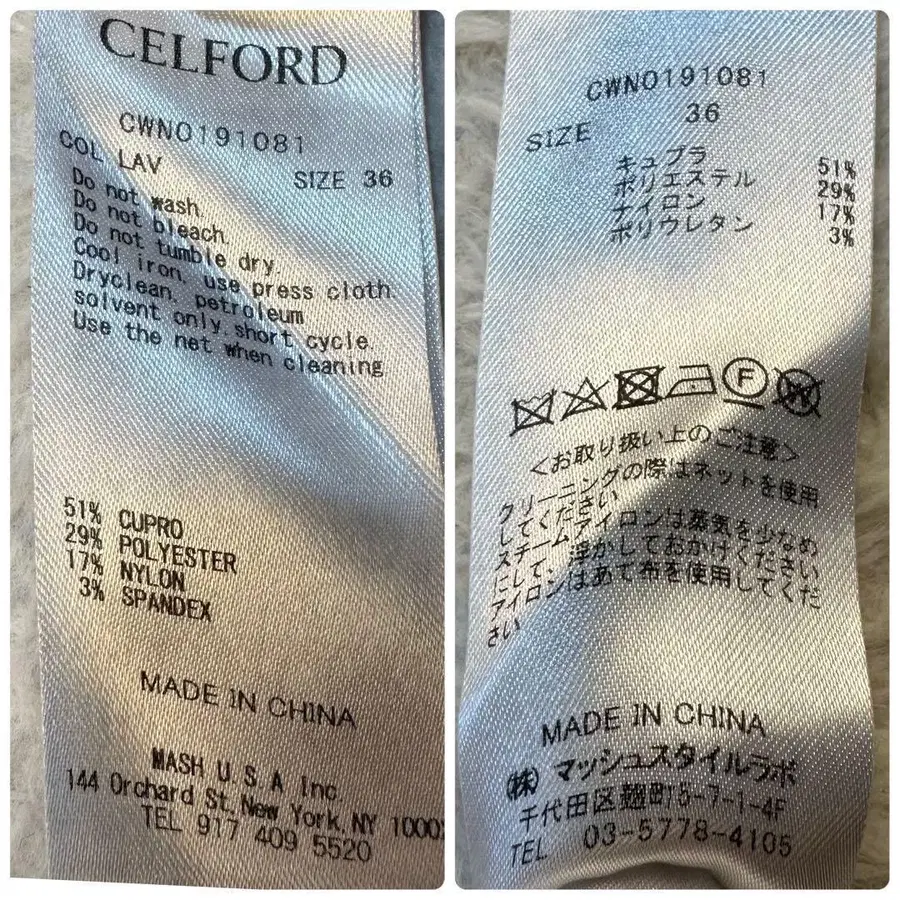 CELFORD
CWNO191081
COL LAV
SIZE 36
Do not wash.
Do not bleach.
Do not tumble dry.
Cool iron, use press cloth.
Dryclean, petroleum
solvent only.short cycle.
Use the net when cleaning
51% CUPRO
29% POLYESTER
17% NYLON
3% SPANDEX
MADE IN CHINA
MASH U.S.A Inc.
144 Orchard St,New York,NY 1000
TEL 917 409 5520
CWNO191081
SIZE 36
キュプラ 51%
ポリエステル 29%
ナイロン 17%
ポリウレタン 3%
F
W
<お取り扱い上のご注意>
クリーニングの際はネットを使用
してください
スチームアイロンは蒸気を少なめ
にして、浮かしておかけください
アイロンはあて布を使用してくだ
さい
MADE IN CHINA
(株)マッシュスタイルラボ
千代田区麹町5-7-1-4F
TEL 03-5778-4105